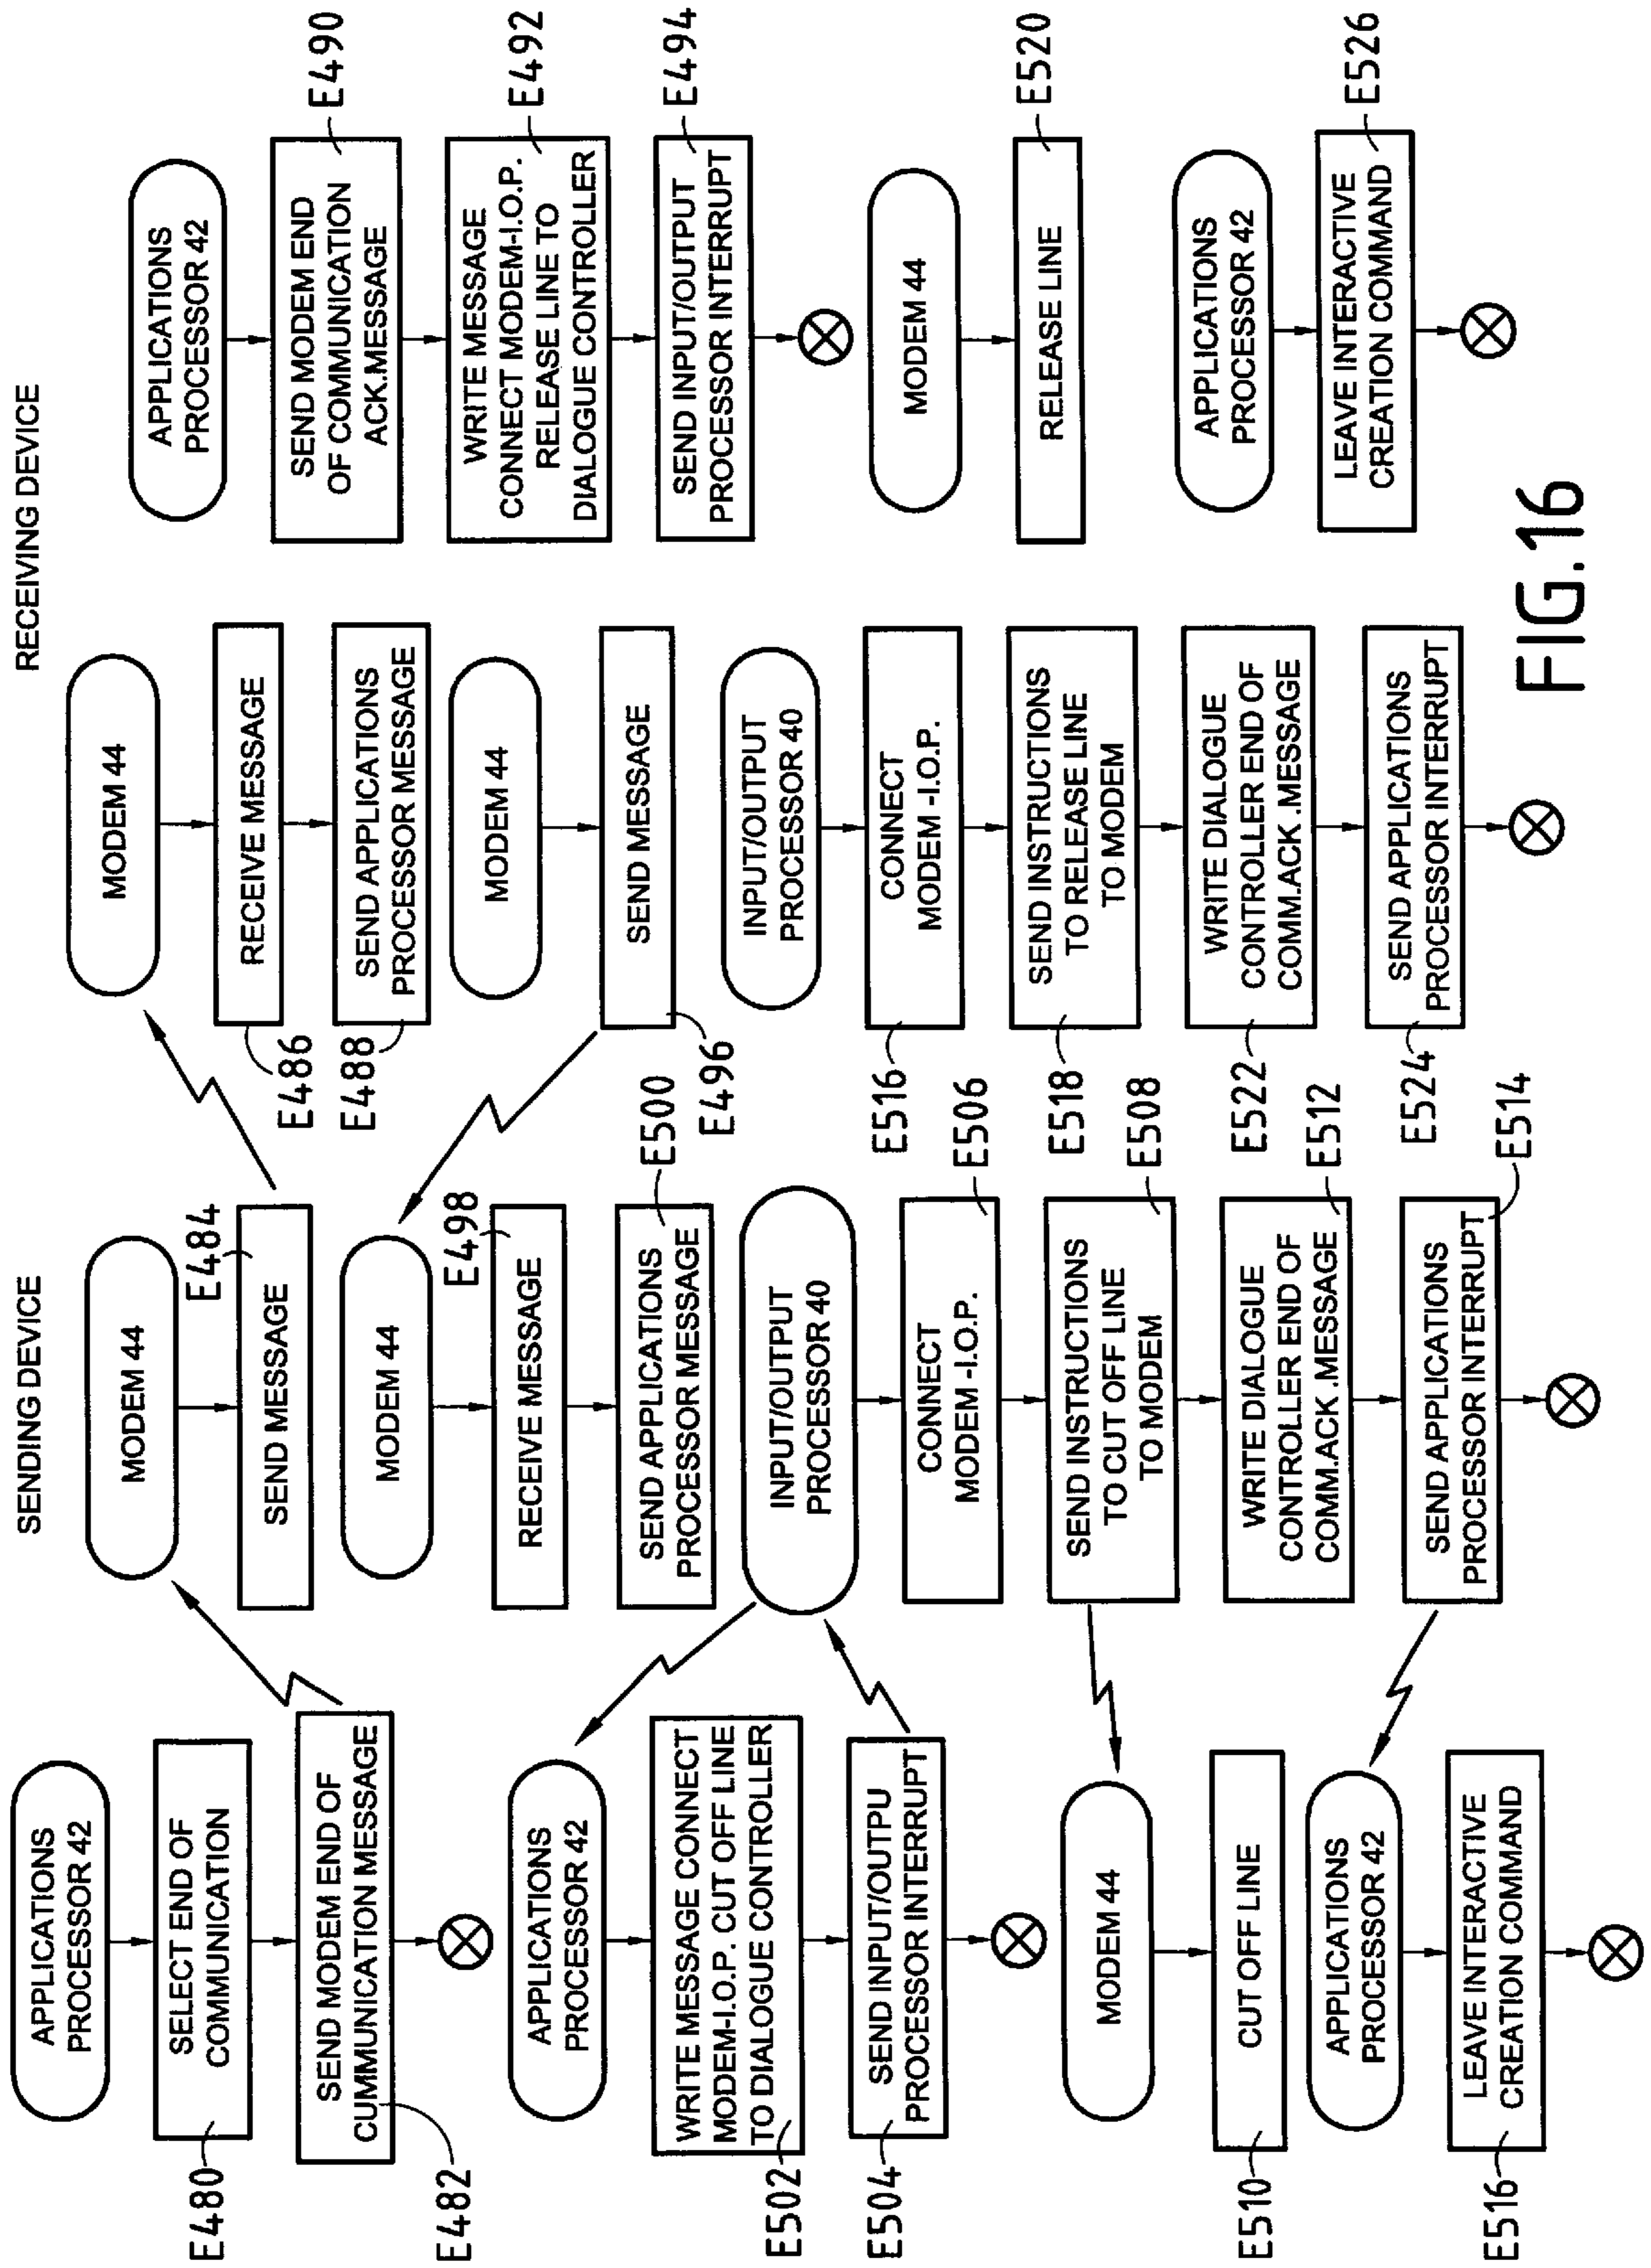 SENDING DEVICE
RECEIVING DEVICE
APPLICATIONS
PROCESSOR 42
SELECT END OF
COMMUNICATION
E480
SEND MODEM END OF
CUMMUNICATION MESSAGE
E482
APPLICATIONS
PROCESSOR 42
WRITE MESSAGE CONNECT
MODEM-I.O.P. CUT OFF LINE
TO DIALOGUE CONTROLLER
E502
SEND INPUT/OUTPU
PROCESSOR INTERRUPT
E504
MODEM 44
CUT OFF LINE
E510
APPLICATIONS
PROCESSOR 42
LEAVE INTERACTIVE
CREATION COMMAND
E516
MODEM 44
E484
SEND MESSAGE
MODEM 44
E498
RECEIVE MESSAGE
E500
SEND APPLICATIONS
PROCESSOR MESSAGE
INPUT/OUTPUT
PROCESSOR 40
E506
CONNECT
MODEM -I.O.P.
E508
SEND INSTRUCTIONS
TO CUT OFF LINE
TO MODEM
E512
WRITE DIALOGUE
CONTROLLER END OF
COMM.ACK .MESSAGE
E514
SEND APPLICATIONS
PROCESSOR INTERRUPT
MODEM 44
RECEIVE MESSAGE
E486
SEND APPLICATIONS
PROCESSOR MESSAGE
E488
MODEM 44
SEND MESSAGE
E496
INPUT/OUTPUT
PROCESSOR 40
CONNECT
MODEM -I.O.P.
E516
SEND INSTRUCTIONS
TO RELEASE LINE
TO MODEM
E518
WRITE DIALOGUE
CONTROLLER END OF
COMM.ACK .MESSAGE
E522
SEND APPLICATIONS
PROCESSOR INTERRUPT
E524
APPLICATIONS
PROCESSOR 42
E490
SEND MODEM END
OF COMMUNICATION
ACK.MESSAGE
E492
WRITE MESSAGE
CONNECT MODEM-I.O.P.
RELEASE LINE TO
DIALOGUE CONTROLLER
E494
SEND INPUT/OUTPUT
PROCESSOR INTERRUPT
MODEM 44
E520
RELEASE LINE
APPLICATIONS
PROCESSOR 42
E526
LEAVE INTERACTIVE
CREATION COMMAND
FIG.16